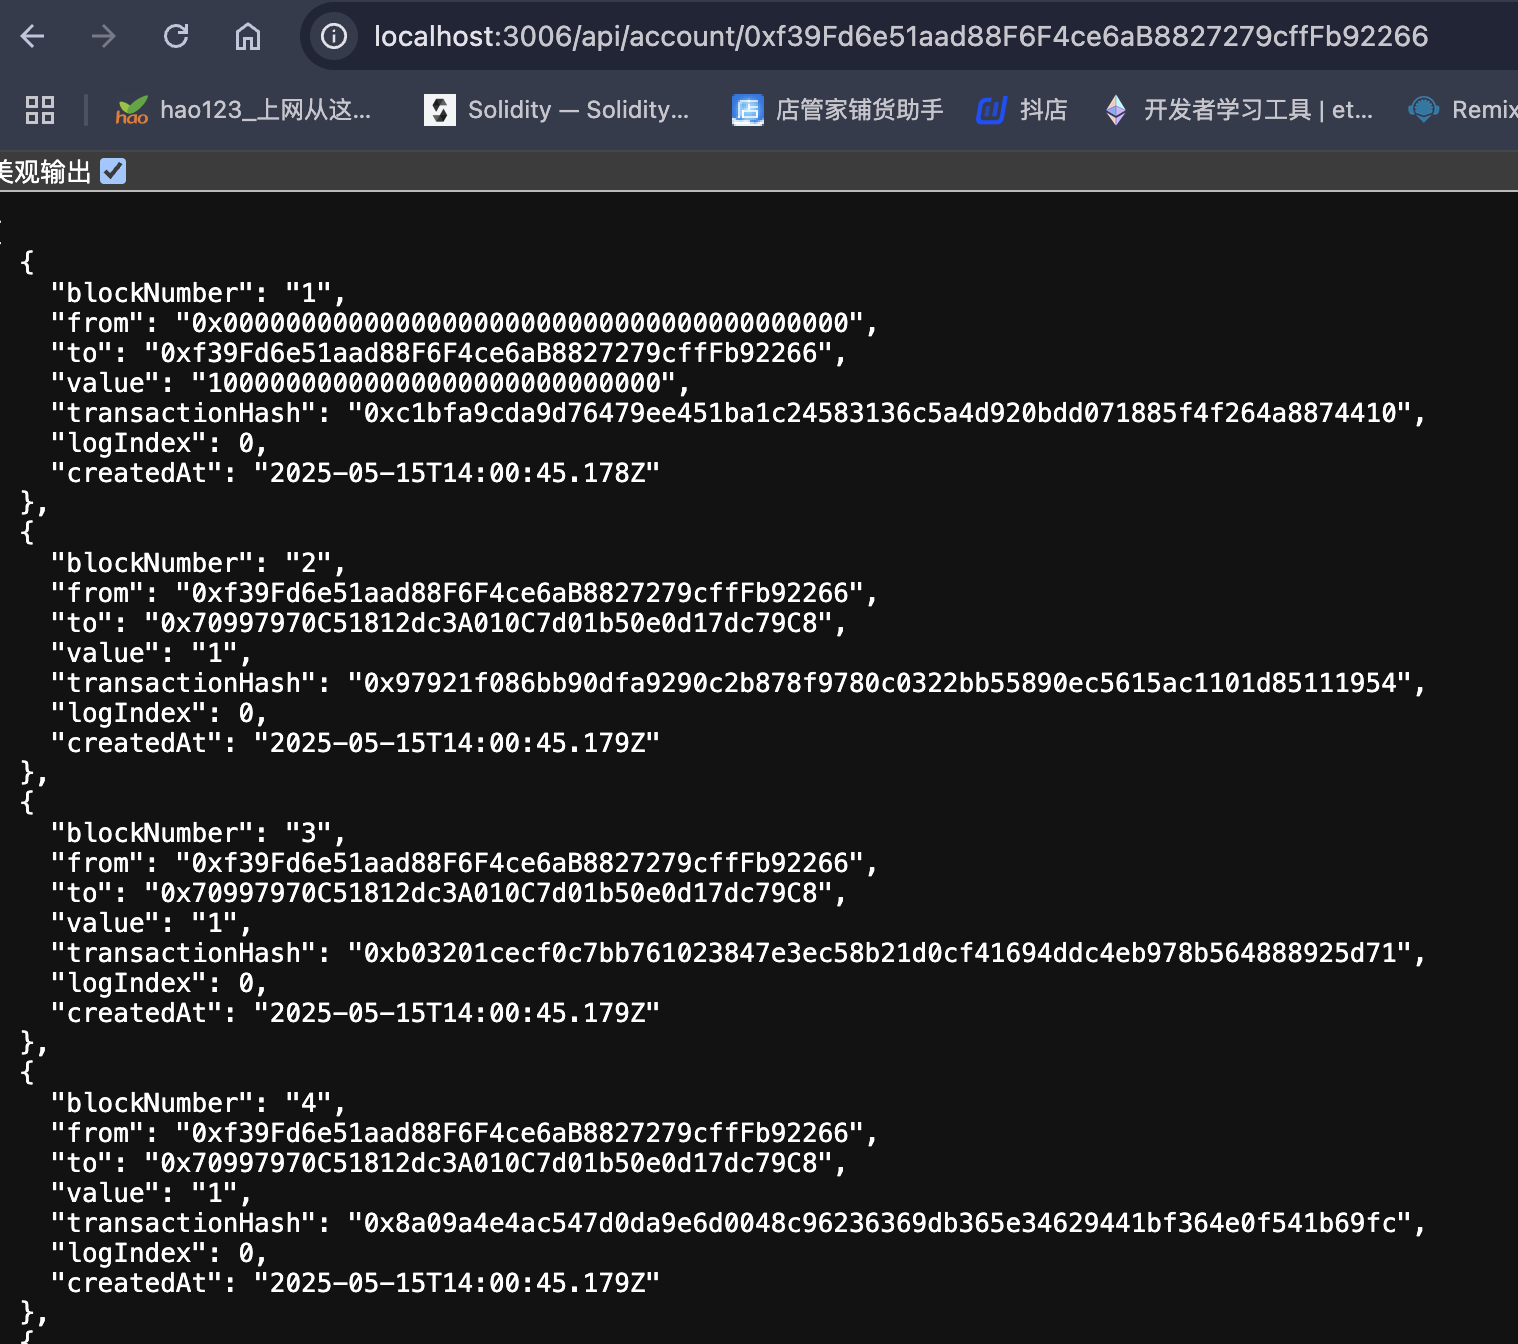 localhost:3006/api/account/0xf39Fd6e51aad88F6F4ce6aB8827279cffFb92266
hao hao123_上网从这... Solidity — Solidity... 店 店管家铺货助手 抖店 开发者学习工具 | et... Remix
美观输出
{
"blockNumber": "1",
"from": "0x0000000000000000000000000000000000000000",
"to": "0xf39Fd6e51aad88F6F4ce6aB8827279cffFb92266",
"value": "10000000000000000000000000000",
"transactionHash": "0xc1bfa9cda9d76479ee451ba1c24583136c5a4d920bdd071885f4f264a8874410",
"logIndex": 0,
"createdAt": "2025-05-15T14:00:45.178Z"
},
{
"blockNumber": "2",
"from": "0xf39Fd6e51aad88F6F4ce6aB8827279cffFb92266",
"to": "0x70997970C51812dc3A010C7d01b50e0d17dc79C8",
"value": "1",
"transactionHash": "0x97921f086bb90dfa9290c2b878f9780c0322bb55890ec5615ac1101d85111954",
"logIndex": 0,
"createdAt": "2025-05-15T14:00:45.179Z"
},
{
"blockNumber": "3",
"from": "0xf39Fd6e51aad88F6F4ce6aB8827279cffFb92266",
"to": "0x70997970C51812dc3A010C7d01b50e0d17dc79C8",
"value": "1",
"transactionHash": "0xb03201cecf0c7bb761023847e3ec58b21d0cf41694ddc4eb978b564888925d71",
"logIndex": 0,
"createdAt": "2025-05-15T14:00:45.179Z"
},
{
"blockNumber": "4",
"from": "0xf39Fd6e51aad88F6F4ce6aB8827279cffFb92266",
"to": "0x70997970C51812dc3A010C7d01b50e0d17dc79C8",
"value": "1",
"transactionHash": "0x8a09a4e4ac547d0da9e6d0048c96236369db365e34629441bf364e0f541b69fc",
"logIndex": 0,
"createdAt": "2025-05-15T14:00:45.179Z"
},
{